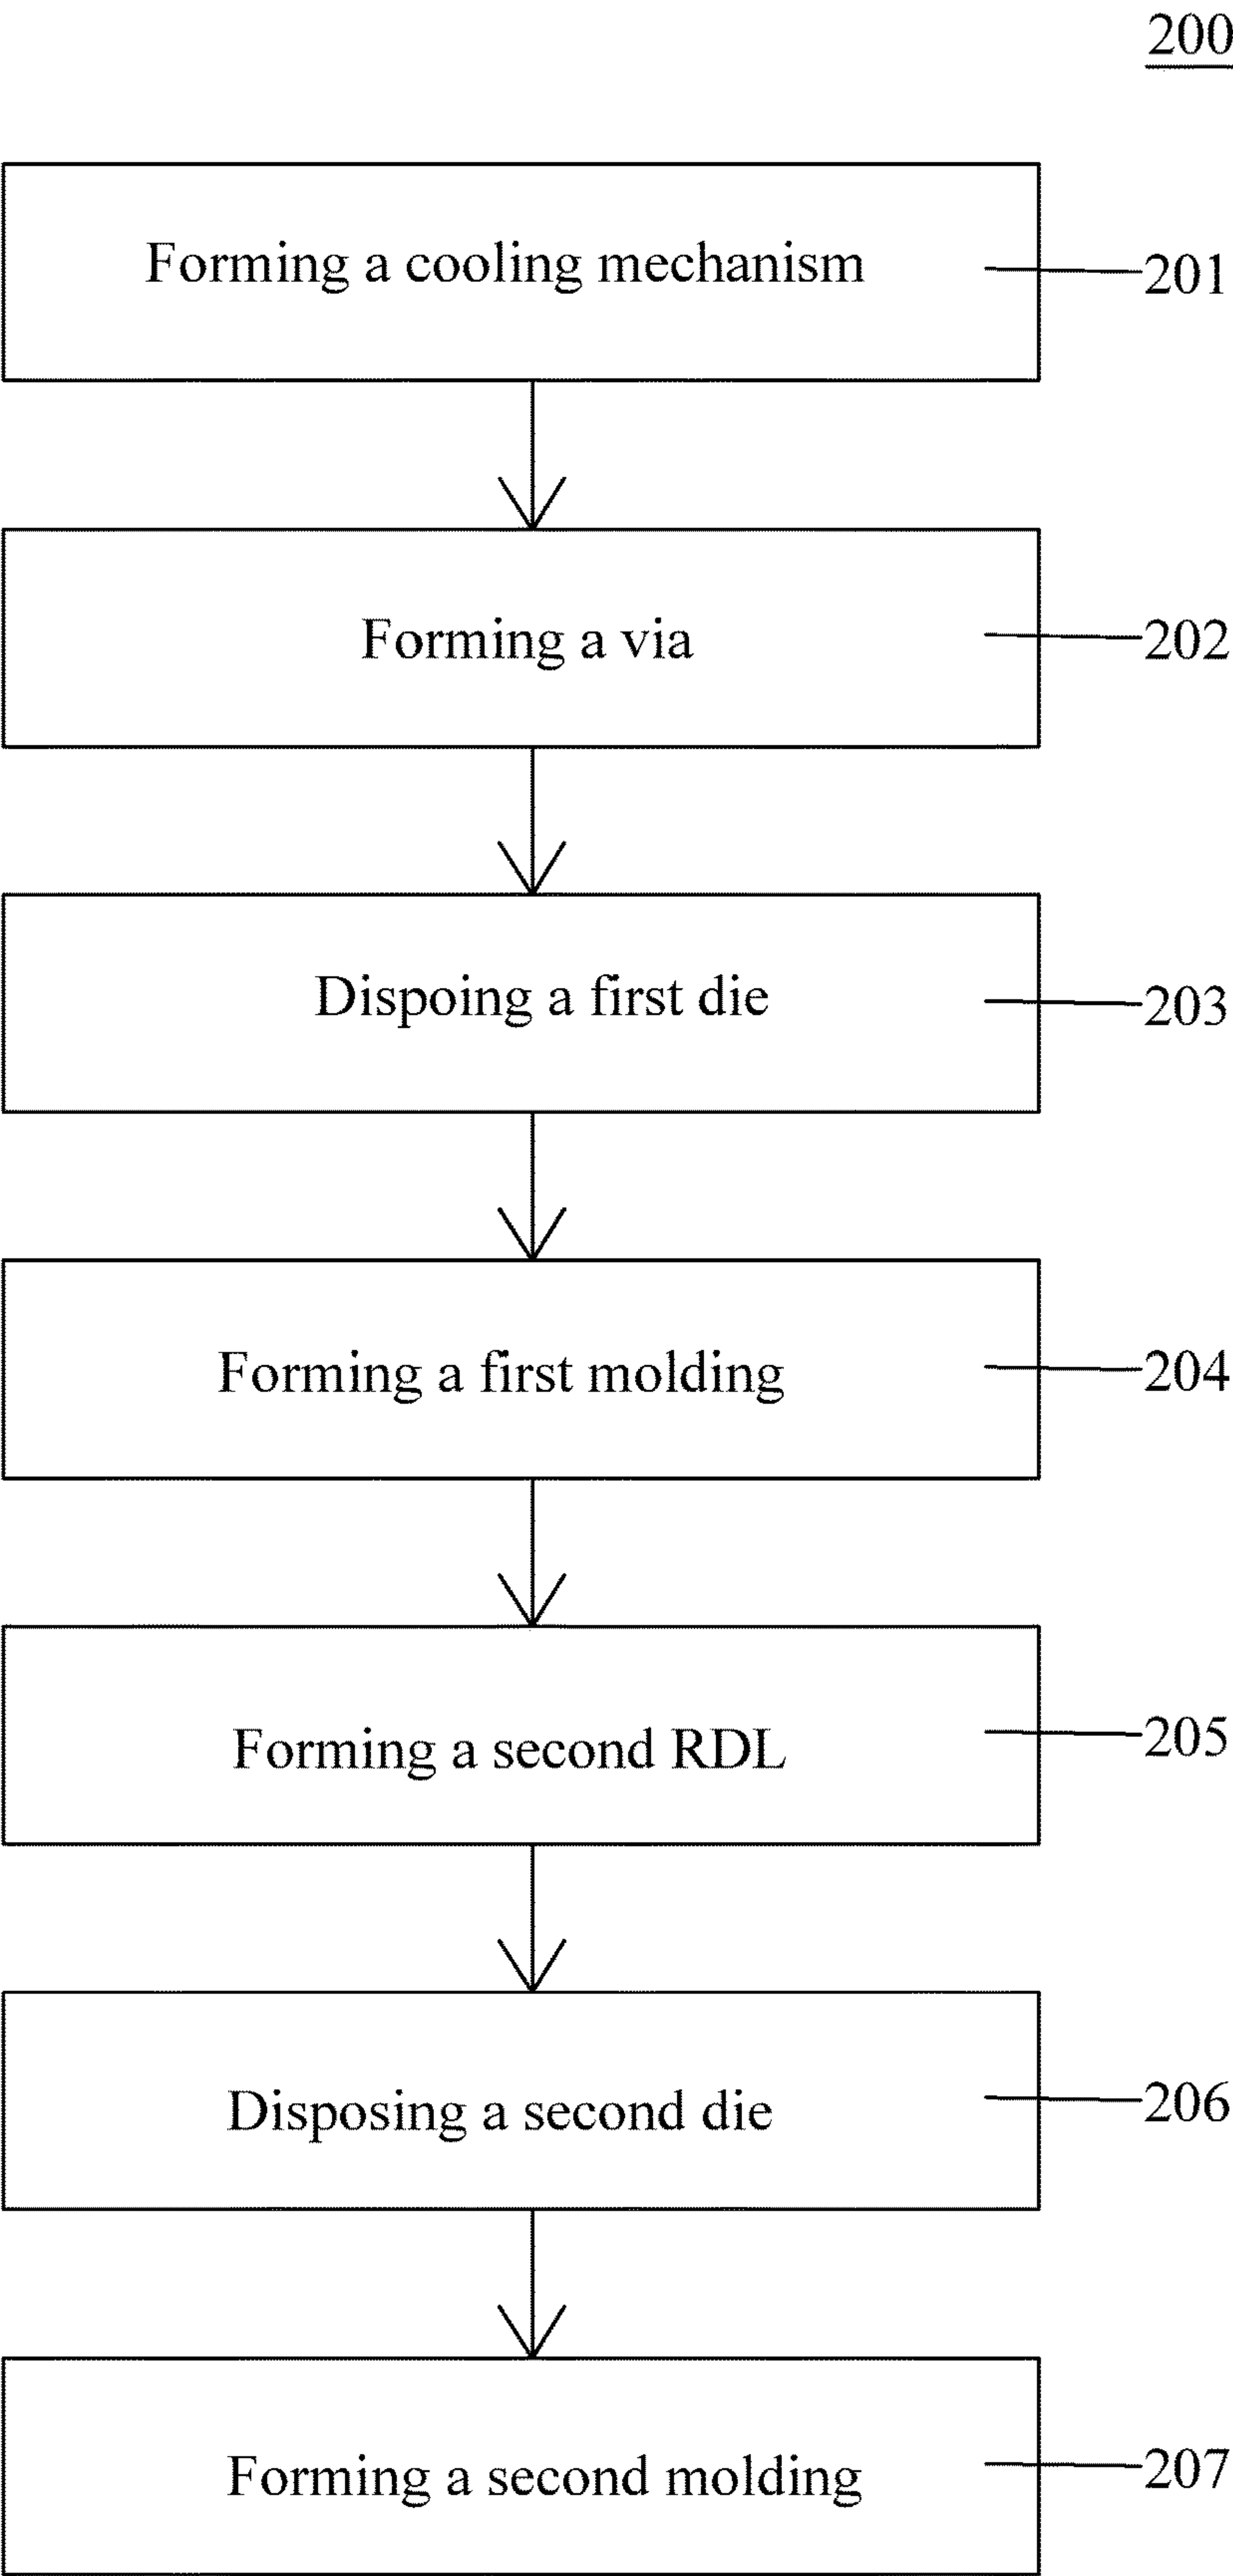 200
Forming a cooling mechanism
201
Forming a via
202
Dispoing a first die
203
Forming a first molding
204
Forming a second RDL
205
Disposing a second die
206
Forming a second molding
207